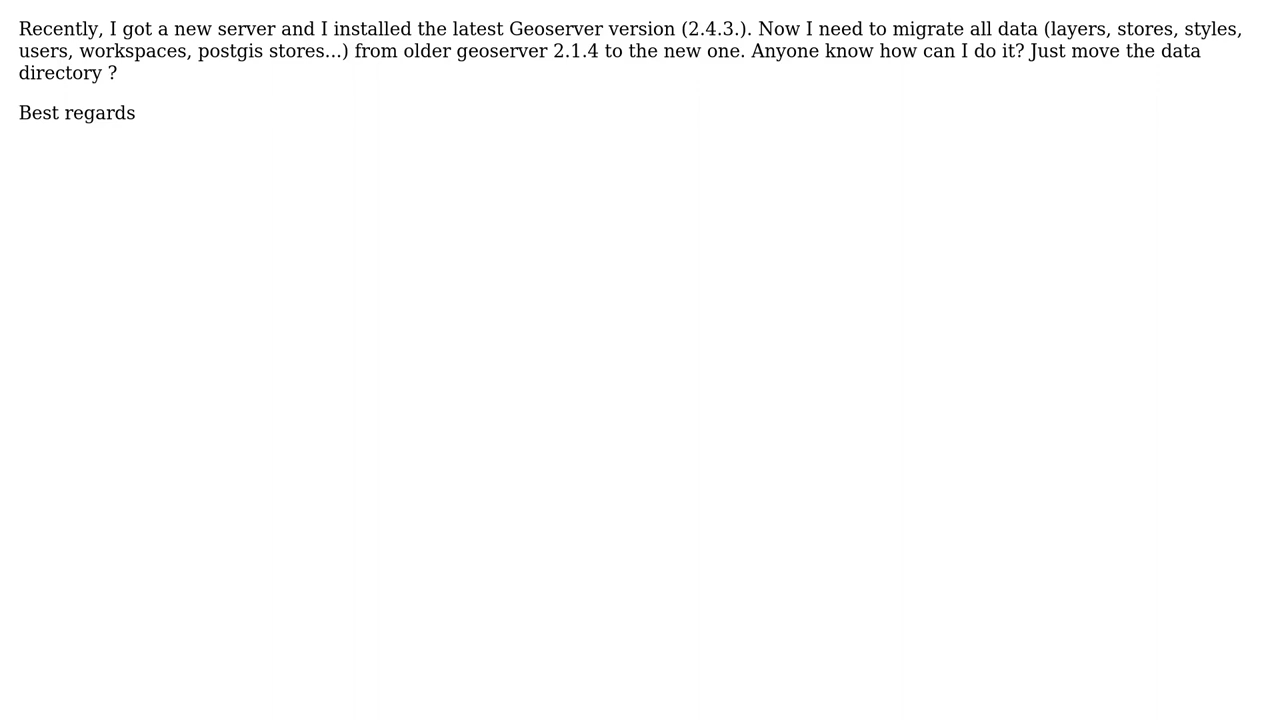 Recently, I got a new server and I installed the latest Geoserver version (2.4.3.). Now I need to migrate all data (layers, stores, styles,
users, workspaces, postgis stores...) from older geoserver 2.1.4 to the new one. Anyone know how can I do it? Just move the data
directory ?
Best regards